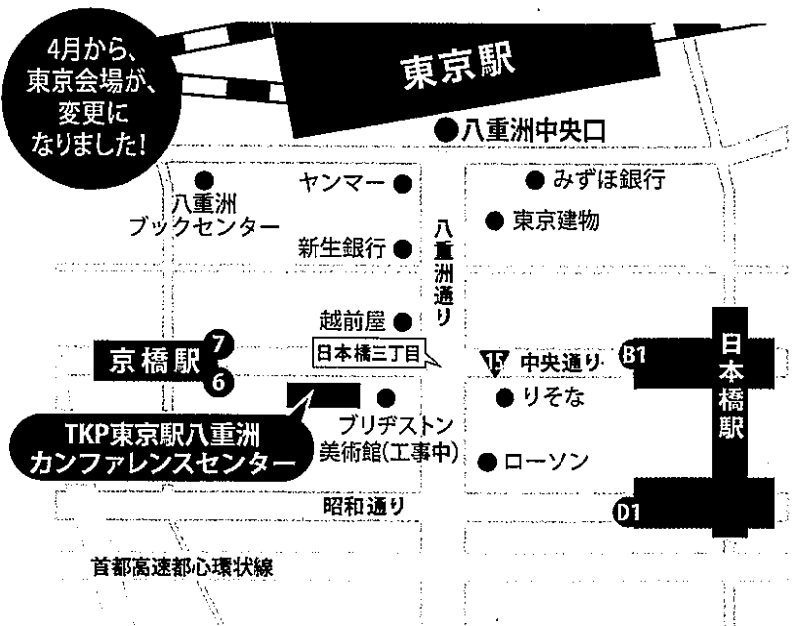 4月から、
東京会場が、
変更に
なりました!
東京駅
八重洲中央口
八重洲
ブックセンター
ヤンマー
みずほ銀行
東京建物
新生銀行
八重洲通り
越前屋
日本橋三丁目
京橋駅
7
6
15
中央通り
B1
日本橋駅
りそな
ブリヂストン
美術館(工事中)
TKP東京駅八重洲
カンファレンスセンター
ローソン
昭和通り
D1
首都高速都心環状線